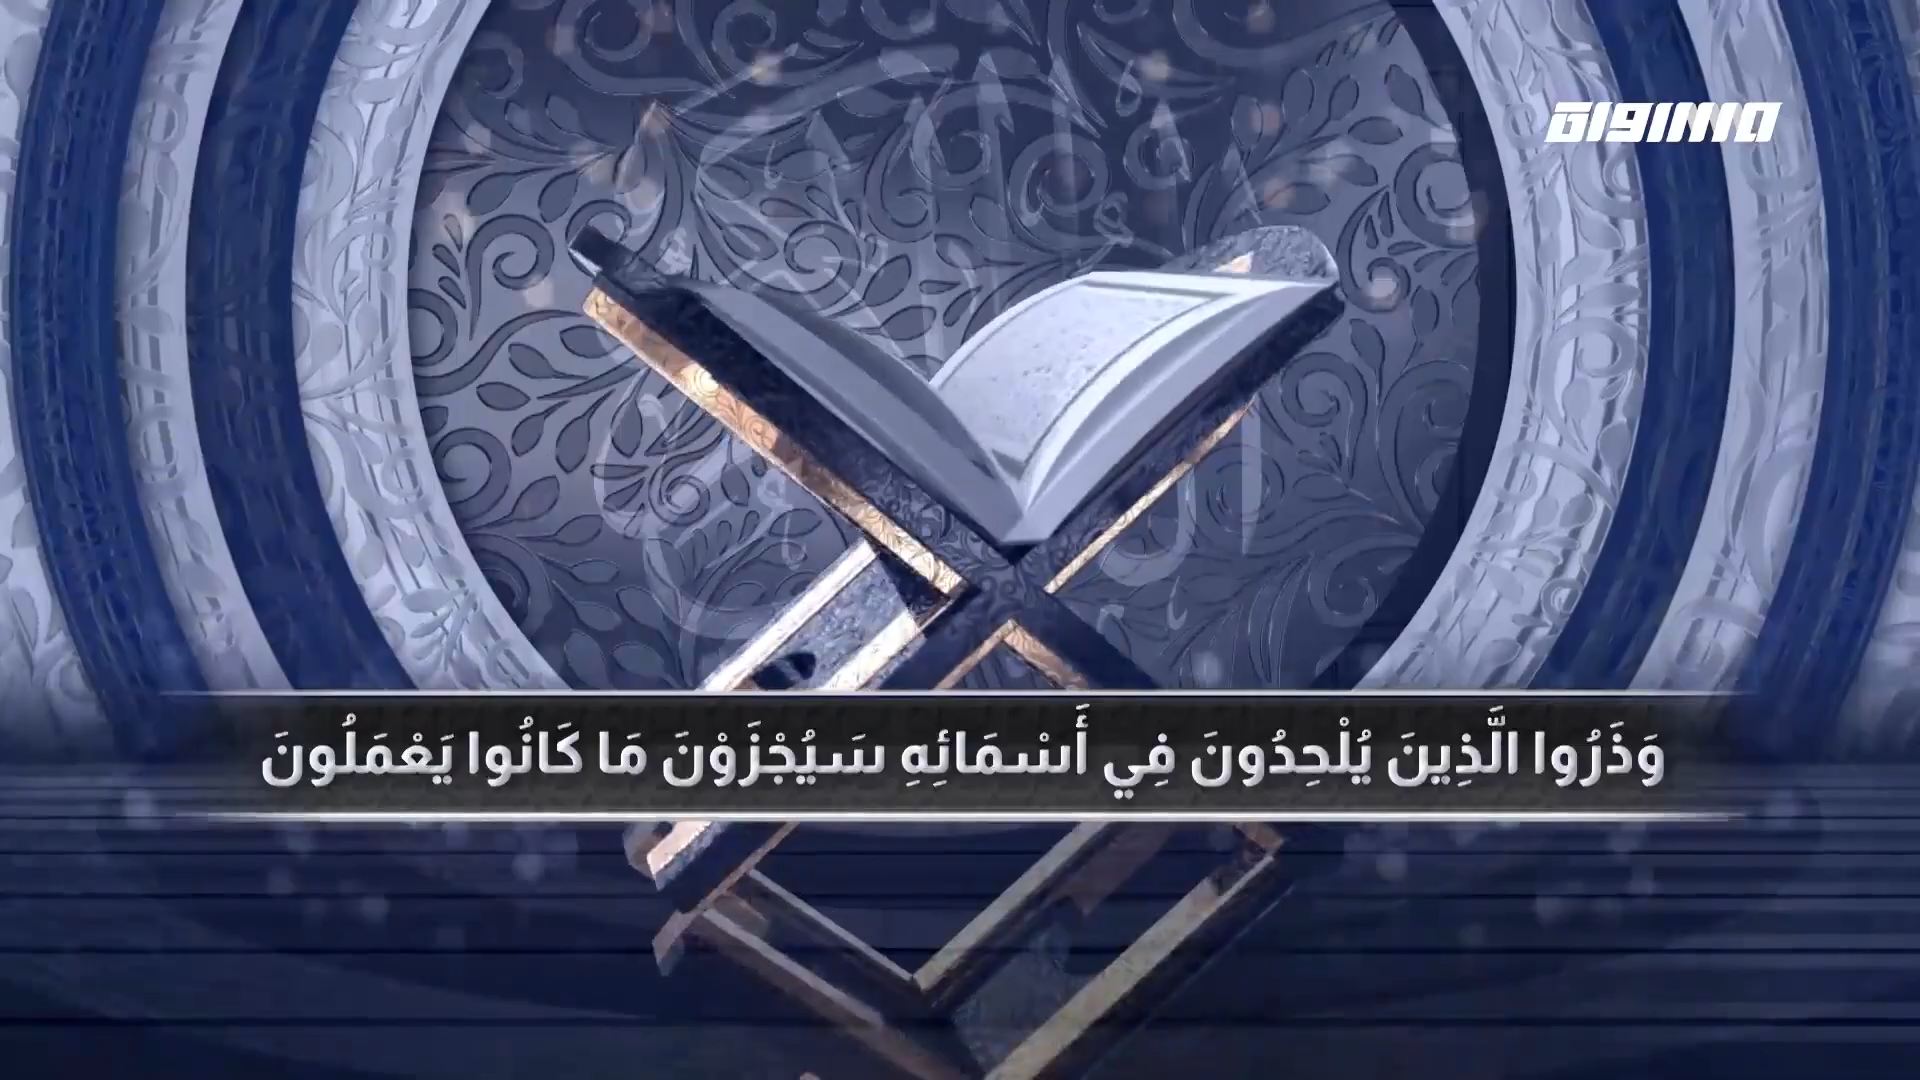 وَذَرُوا الَّذِينَ يُلْحِدُونَ فِي أَسْمَائِهِ سَيُجْزَوْنَ مَا كَانُوا يَعْمَلُونَ